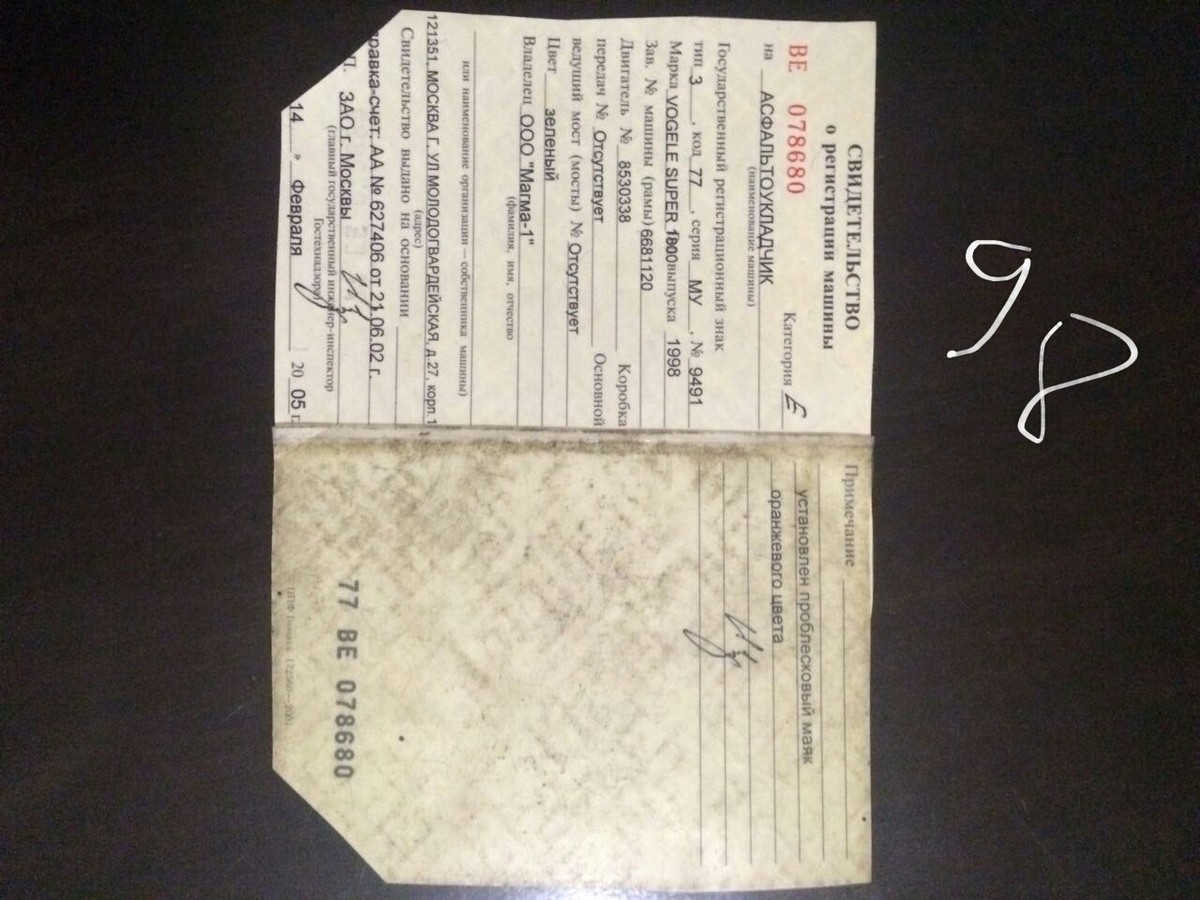 СВИДЕТЕЛЬСТВО
о регистрации машины
ВЕ 078680 Категория E
на АСФАЛЬТОУКЛАДЧИК
(наименование машины)
Государственный регистрационный знак
тип 3, код 77, серия МУ, № 9491
Марка VOGELE SUPER 1800 выпуска 1998
Зав. № машины (рамы) 6681120
Двигатель № 8530338 Коробка
передач № Отсутствует Основной
ведущий мост (мосты) № Отсутствует
Цвет зеленый
Владелец ООО "Магма-1"
(фамилия, имя, отчество
или наименование организации — собственника машины)
121351, МОСКВА Г, УЛ МОЛОДОГВАРДЕЙСКАЯ, д.27, корп. 1
(адрес)
Свидетельство выдано на основании
равка-счет: АА № 627406 от 21.06.02 г.
П. ЗАО г. Москвы
(главный государственный инженер-инспектор
Гостехнадзора)
14 » Февраля 20 05 г.
Примечание
установлен проблесковый маяк
оранжевого цвета
77 ВЕ 078680
98